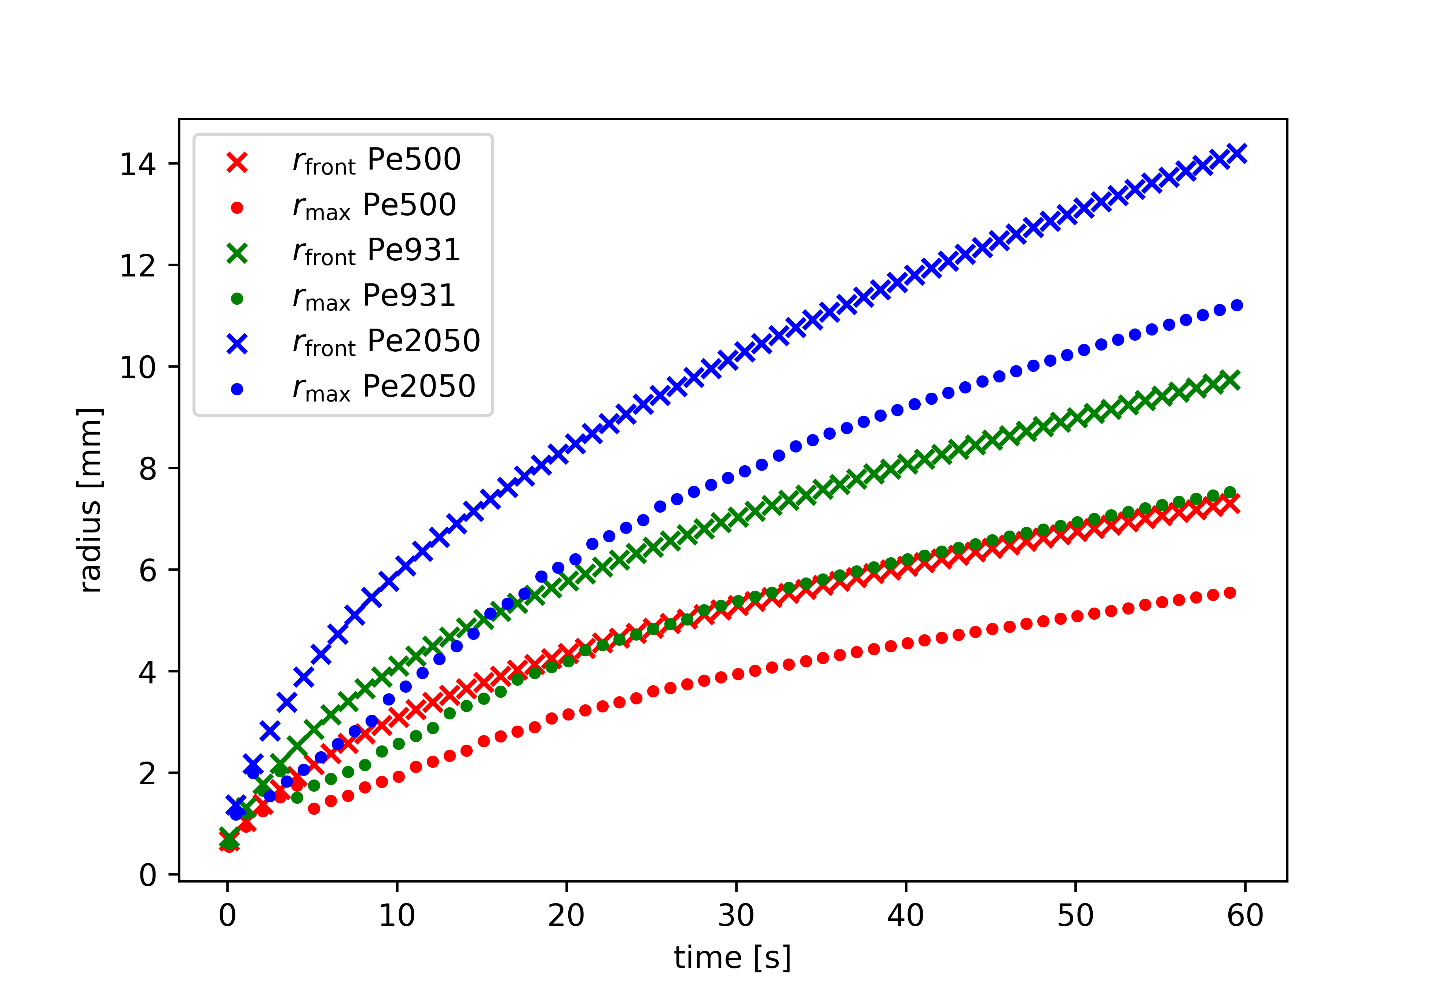 r_front Pe500
r_max Pe500
r_front Pe931
r_max Pe931
r_front Pe2050
r_max Pe2050
14
12
10
8
6
4
2
0
radius [mm]
0 10 20 30 40 50 60
time [s]